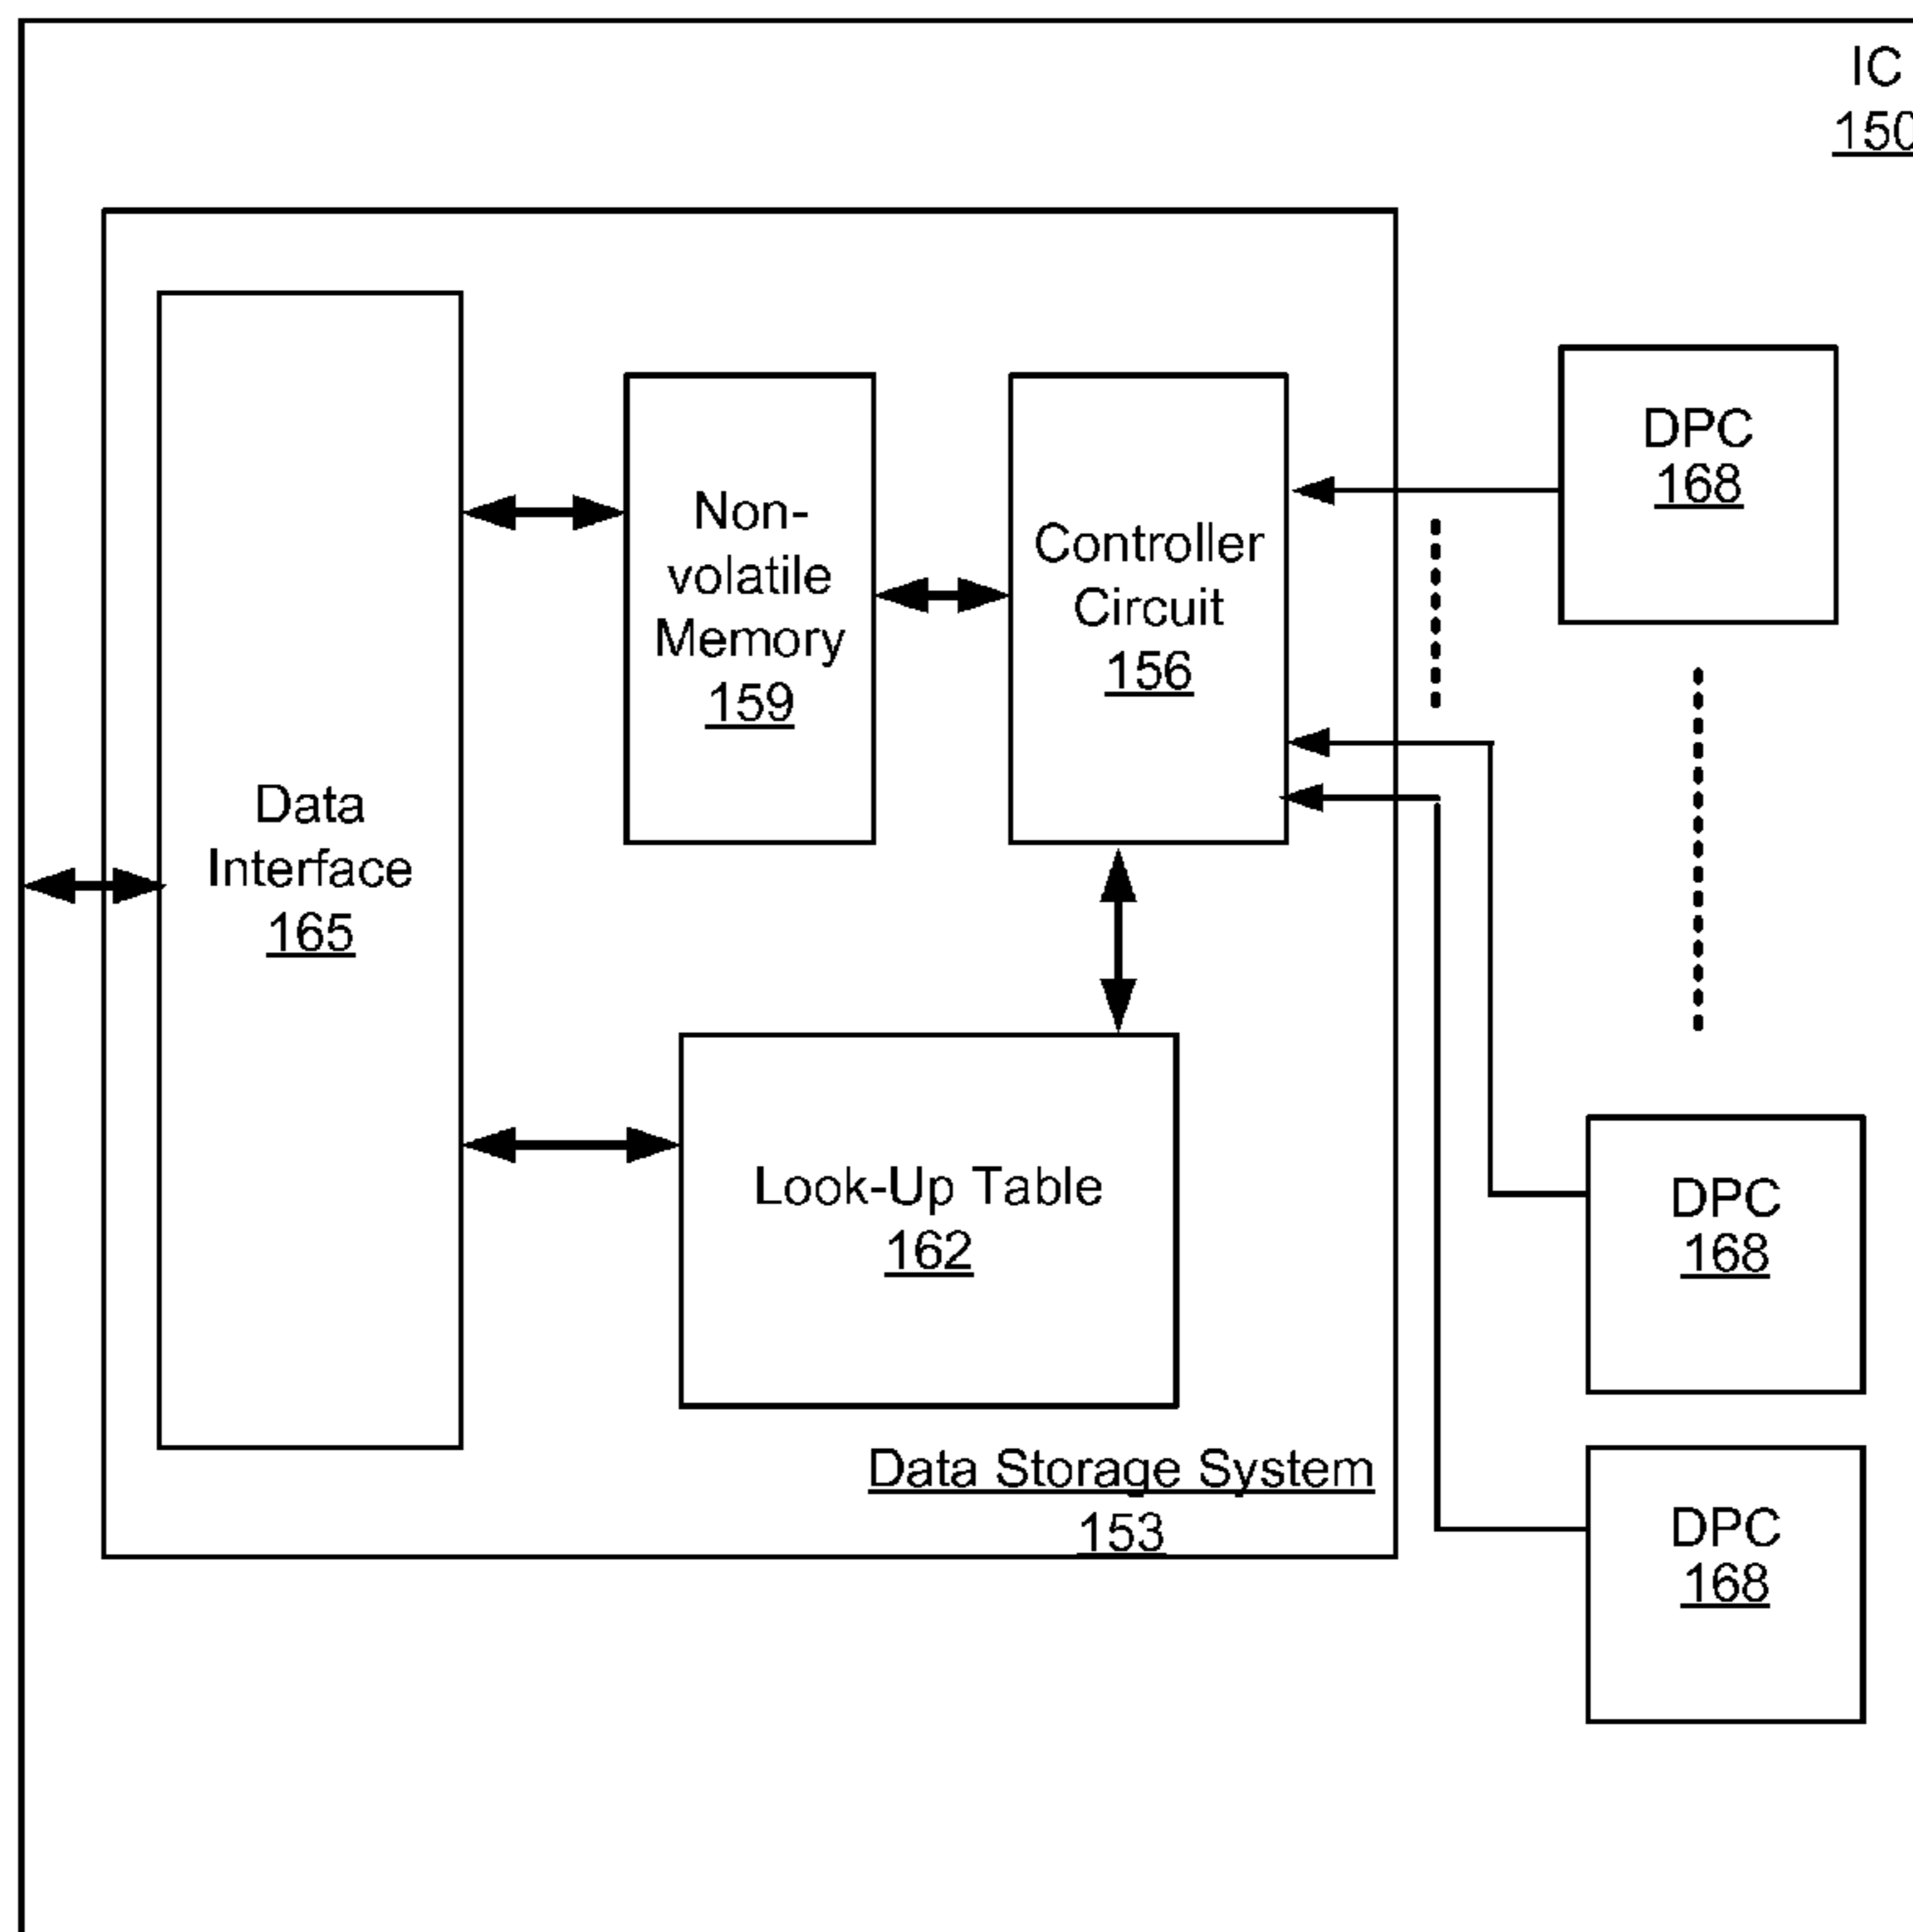 IC
150
DPC
168
Non-
volatile
Memory
159
Controller
Circuit
156
Data
Interface
165
Look-Up Table
162
DPC
168
Data Storage System
153
DPC
168